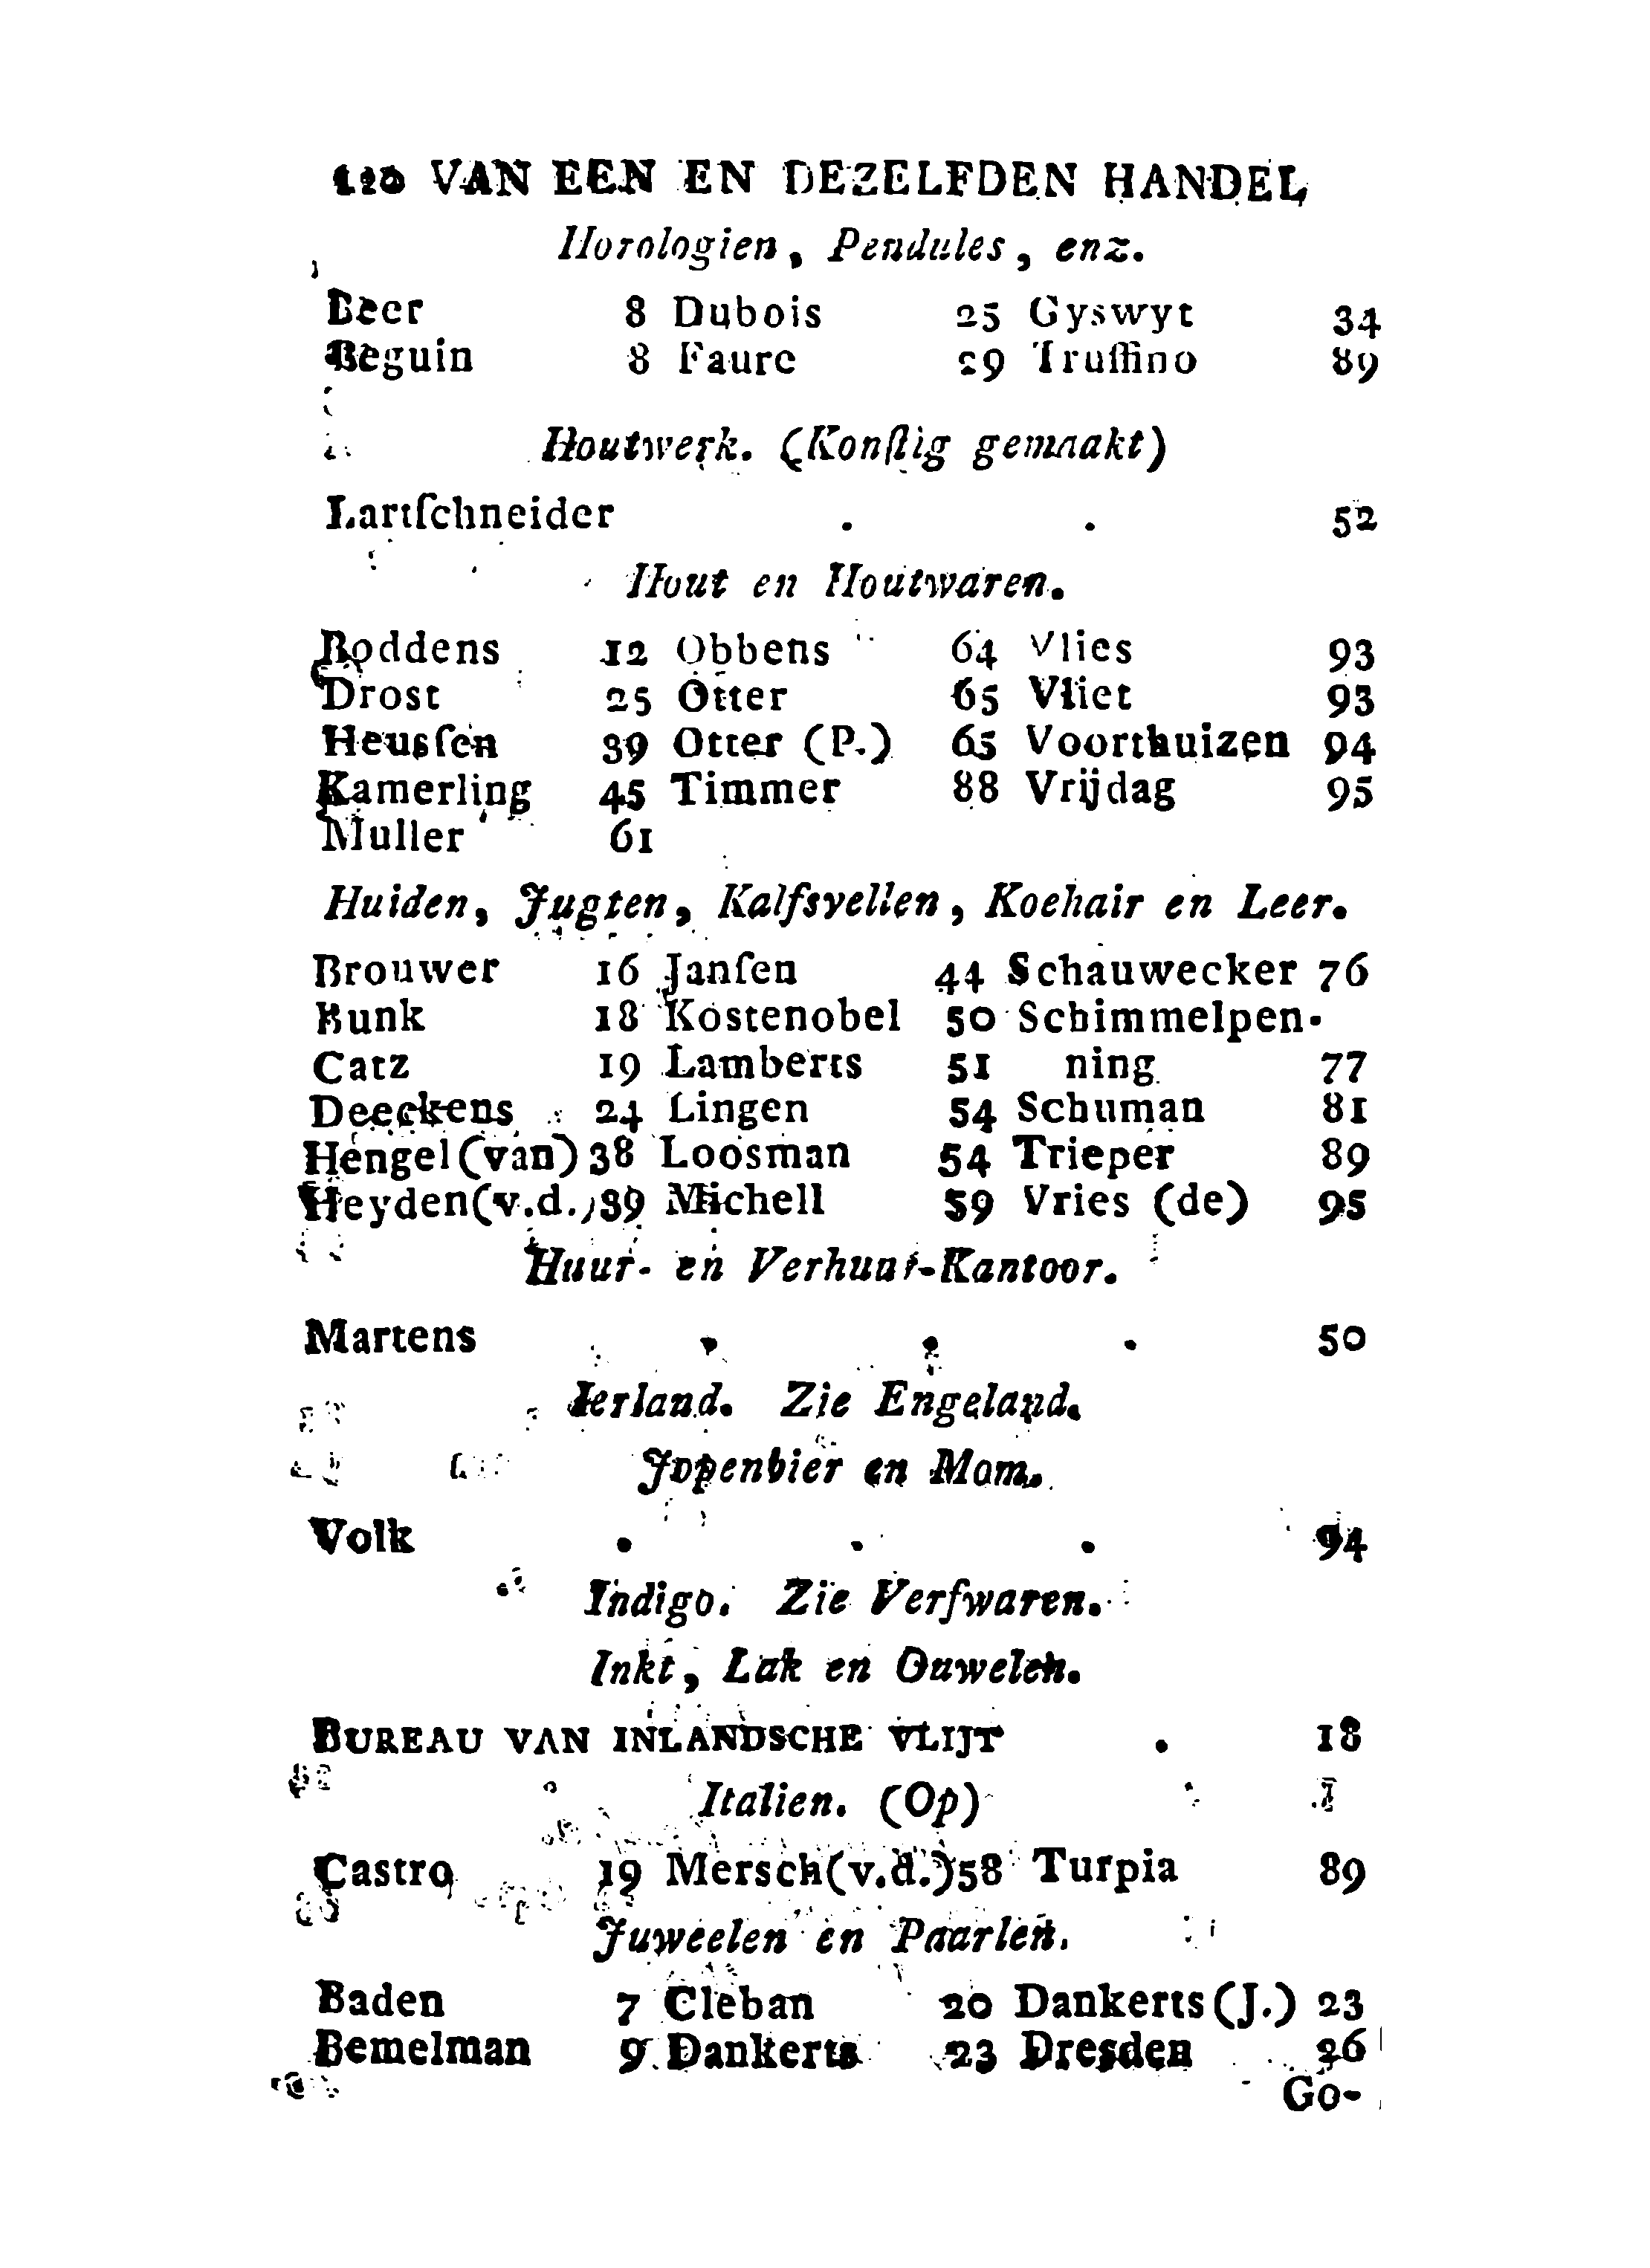 120 VAN EEN EN DEZELFDEN HANDEL
Horologien, Pendules, enz.
Beer 8 Dubois 25 Gyswyt 34
Beguin 8 Faure 29 Truffino 89
Houtwerk. (Konſtig gemaakt)
Lartſchneider . . 52
Hout en Houtwaren.
Boddens 12 Obbens 64 Vlies 93
Drost 25 Otter 65 Vliet 93
Heusſen 39 Otter (P.) 65 Voorthuizen 94
Kamerling 45 Timmer 88 Vrijdag 95
Muller 61
Huiden, Jugten, Kalfsvellen, Koehair en Leer.
Brouwer 16 Janſen 44 Schauwecker 76
Bunk 18 Kostenobel 50 Schimmelpen-
Catz 19 Lamberts 51 ning 77
Deeckens 24 Lingen 54 Schuman 81
Hengel (van) 38 Loosman 54 Trieper 89
Heyden (v.d.) 39 Michell 59 Vries (de) 95
Huur- en Verhuur-Kantoor.
Martens . . . 50
Ierland. Zie Engeland.
Jopenbier en Mom.
Volk . . . 94
Indigo. Zie Verfwaren.
Inkt, Lak en Ouwelen.
BUREAU VAN INLANDSCHE VLIJT . 18
Italien. (Op)
Castro 19 Mersch (v.d.) 58 Turpia 89
Juweelen en Paarlen.
Baden 7 Cleban 20 Dankerts (J.) 23
Bemelman 9 Dankerts 23 Dresden 26
Go-